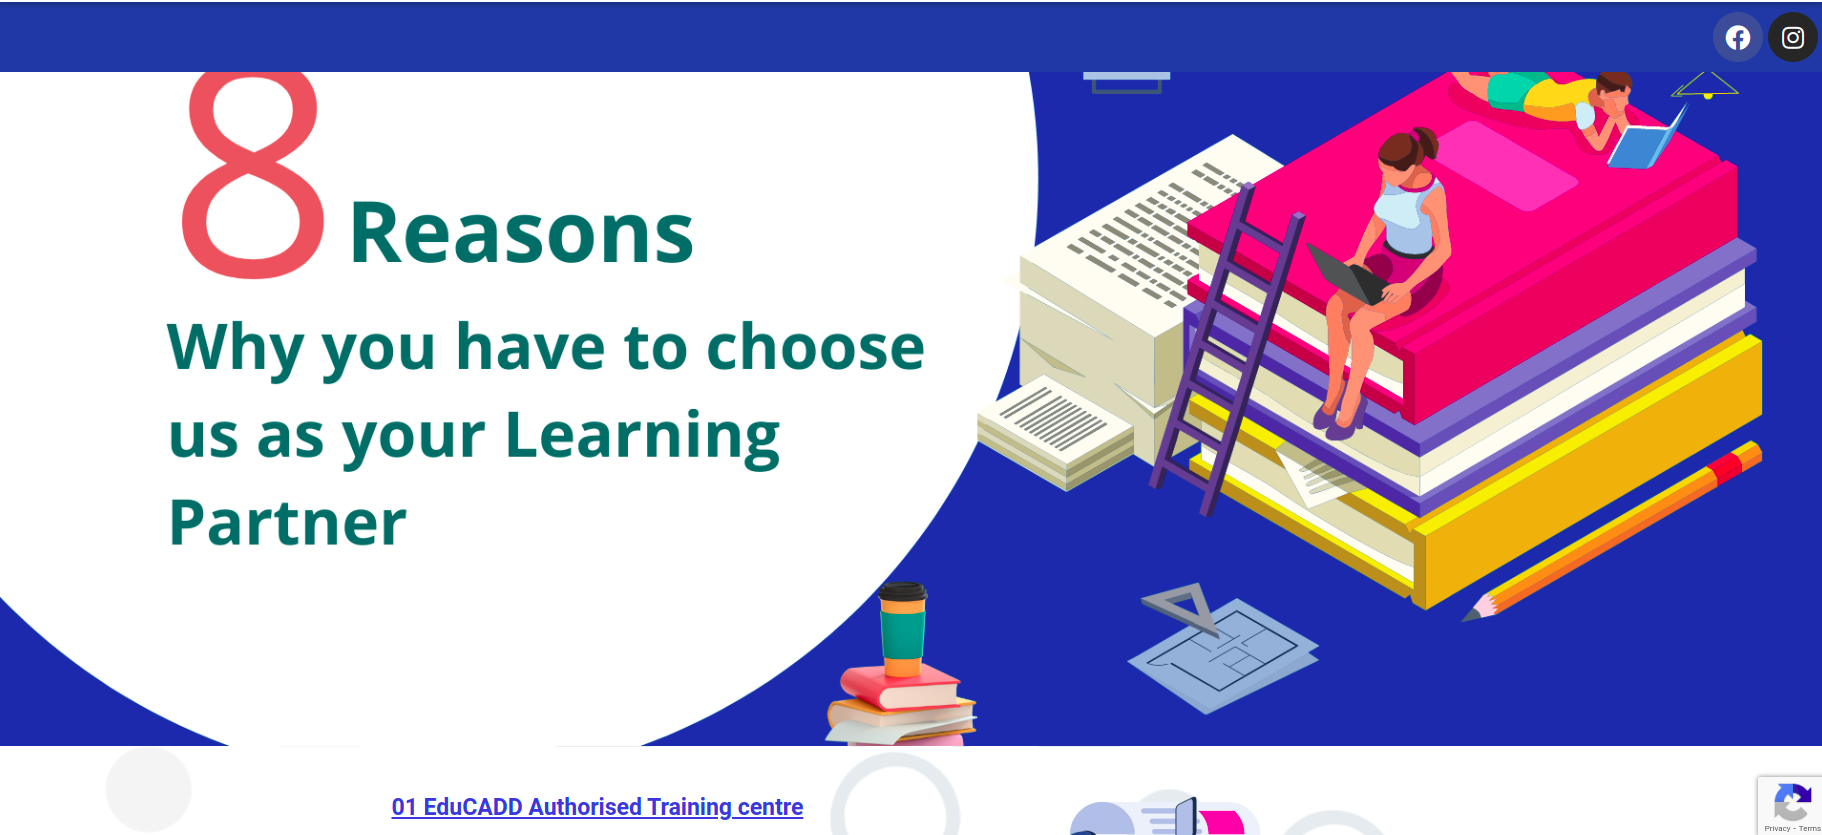 8 Reasons
Why you have to choose
us as your Learning
Partner
01 EduCADD Authorised Training centre
Privacy - Terms